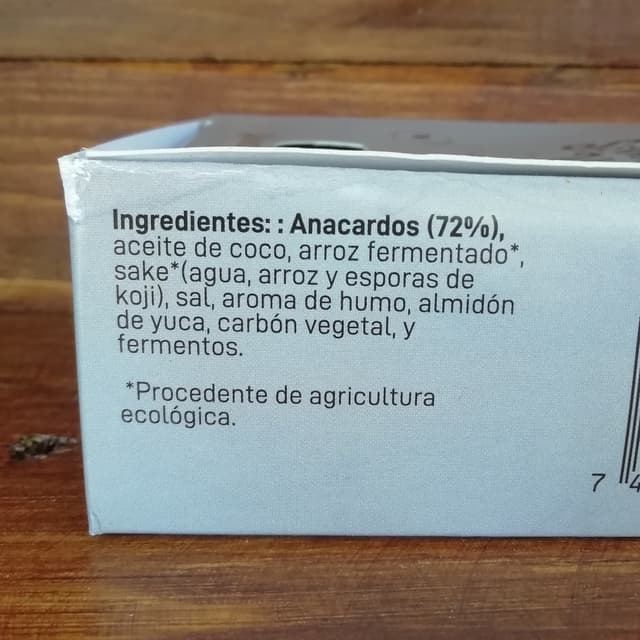 Ingredientes: : Anacardos (72%),
aceite de coco, arroz fermentado*,
sake*(agua, arroz y esporas de
koji), sal, aroma de humo, almidón
de yuca, carbón vegetal, y
fermentos.
*Procedente de agricultura
ecológica.
7 4